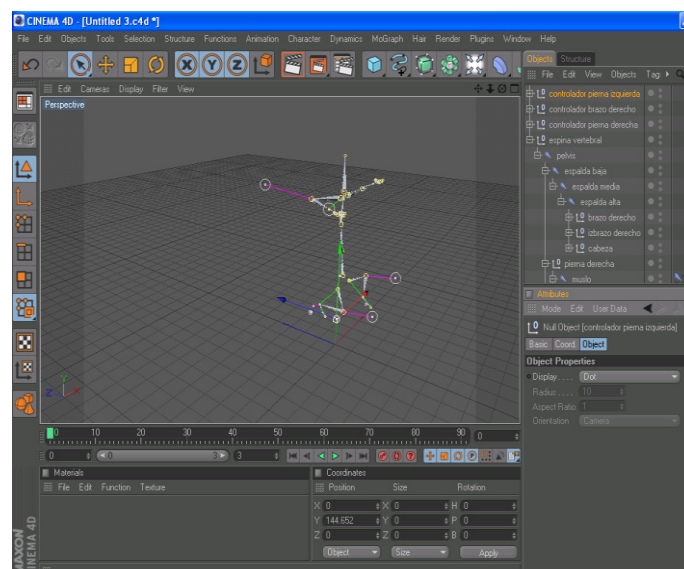 CINEMA 4D - [Untitled 3.c4d *]
File Edit Objects Tools Selection Structure Functions Animation Character Dynamics MoGraph Hair Render Plugins Window Help
Objects Structure
File Edit View Objects Tag
Edit Cameras Display Filter View
Perspective
controlador pierna izquierda
controlador brazo derecho
controlador pierna derecha
espina vertebral
pelvis
espalda baja
espalda media
espalda alta
brazo derecho
izbrazo derecho
cabeza
pierna derecha
muslo
Attributes
Mode Edit User Data
Null Object [controlador pierna izquierda]
Basic Coord. Object
Object Properties
Display . . . . Dot
Radius . . . . 10
Aspect Ratio 1
Orientation Camera
Y
Z X
0 10 20 30 40 50 60 70 80 90 0
0 0 3 3
Materials
File Edit Function Texture
Coordinates
Position Size Rotation
X 0 X 0 H 0
Y 144.652 Y 0 P 0
Z 0 Z 0 B 0
Object Size Apply
MAXON
CINEMA 4D